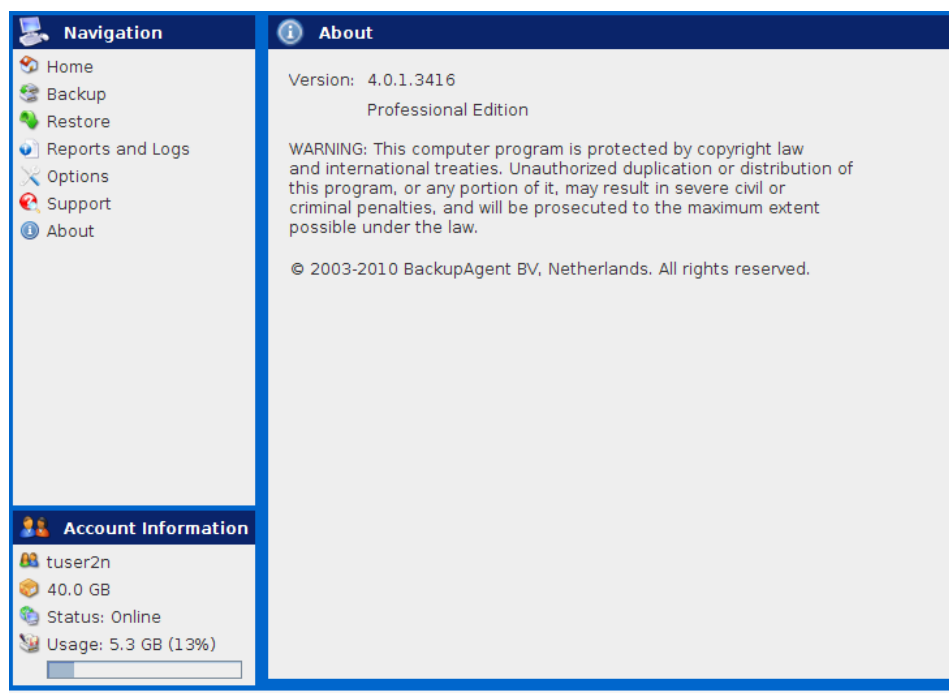 Navigation
Home
Backup
Restore
Reports and Logs
Options
Support
About
Account Information
tuser2n
40.0 GB
Status: Online
Usage: 5.3 GB (13%)
About
Version: 4.0.1.3416
Professional Edition
WARNING: This computer program is protected by copyright law
and international treaties. Unauthorized duplication or distribution of
this program, or any portion of it, may result in severe civil or
criminal penalties, and will be prosecuted to the maximum extent
possible under the law.
© 2003-2010 BackupAgent BV, Netherlands. All rights reserved.